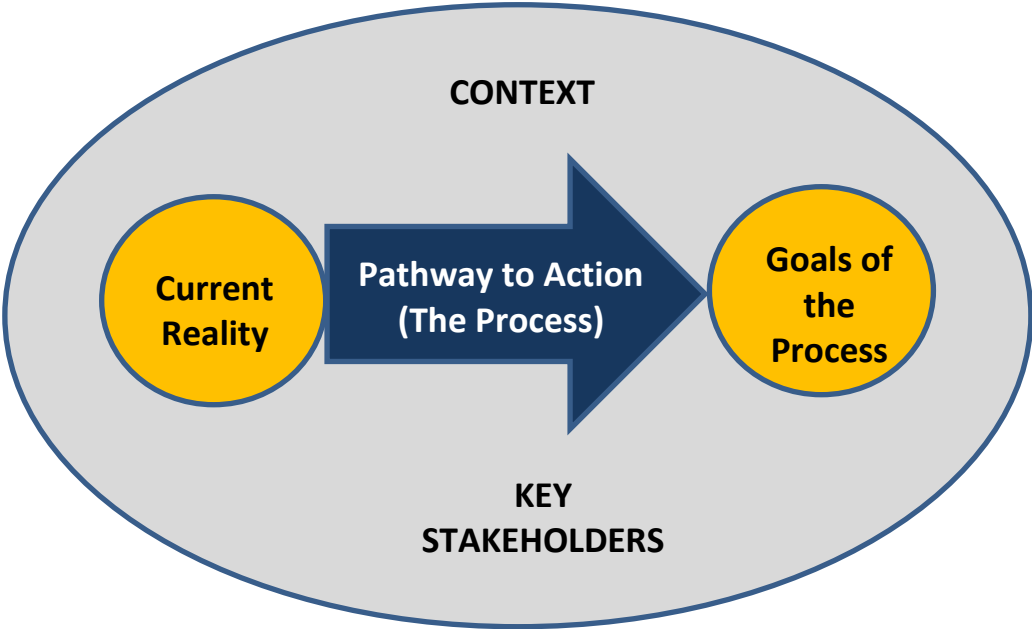 CONTEXT
Current
Reality
Pathway to Action
(The Process)
Goals of
the
Process
KEY
STAKEHOLDERS